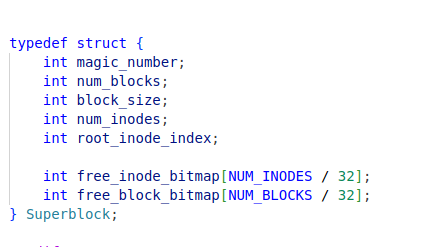 typedef struct {
    int magic_number;
    int num_blocks;
    int block_size;
    int num_inodes;
    int root_inode_index;

    int free_inode_bitmap[NUM_INODES / 32];
    int free_block_bitmap[NUM_BLOCKS / 32];
} Superblock;